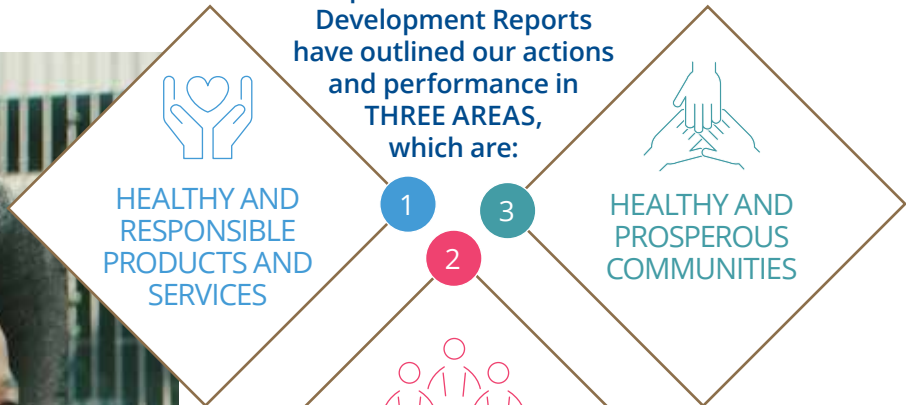 Development Reports
have outlined our actions
and performance in
THREE AREAS,
which are:
1
HEALTHY AND
RESPONSIBLE
PRODUCTS AND
SERVICES
2
3
HEALTHY AND
PROSPEROUS
COMMUNITIES